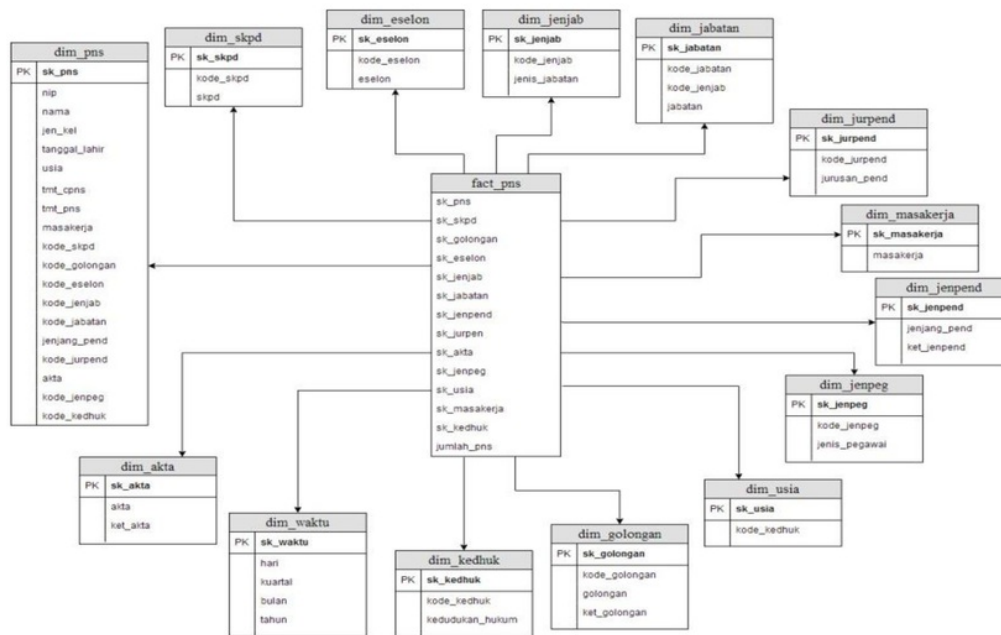 dim_pns
PK sk_pns
nip
nama
jen_kel
tanggal_lahir
usia
tmt_cpns
tmt_pns
masakerja
kode_skpd
kode_golongan
kode_eselon
kode_jenjab
kode_jabatan
jenjang_pend
kode_jurpend
akta
kode_jenpeg
kode_kedhuk
dim_skpd
PK sk_skpd
kode_skpd
skpd
dim_eselon
PK sk_eselon
kode_eselon
eselon
dim_jenjab
PK sk_jenjab
kode_jenjab
jenis_jabatan
dim_jabatan
PK sk_jabatan
kode_jabatan
kode_jenjab
jabatan
dim_jurpend
PK sk_jurpend
kode_jurpend
jurusan_pend
fact_pns
sk_pns
sk_skpd
sk_golongan
sk_eselon
sk_jenjab
sk_jabatan
sk_jenpend
sk_jurpen
sk_akta
sk_jenpeg
sk_usia
sk_masakerja
sk_kedhuk
jumlah_pns
dim_masakerja
PK sk_masakerja
masakerja
dim_jenpend
PK sk_jenpend
jenjang_pend
ket_jenpend
dim_jenpeg
PK sk_jenpeg
kode_jenpeg
jenis_pegawai
dim_akta
PK sk_akta
akta
ket_akta
dim_waktu
PK sk_waktu
hari
kuartal
bulan
tahun
dim_kedhuk
PK sk_kedhuk
kode_kedhuk
kedudukan_hukum
dim_golongan
PK sk_golongan
kode_golongan
golongan
ket_golongan
dim_usia
PK sk_usia
kode_kedhuk